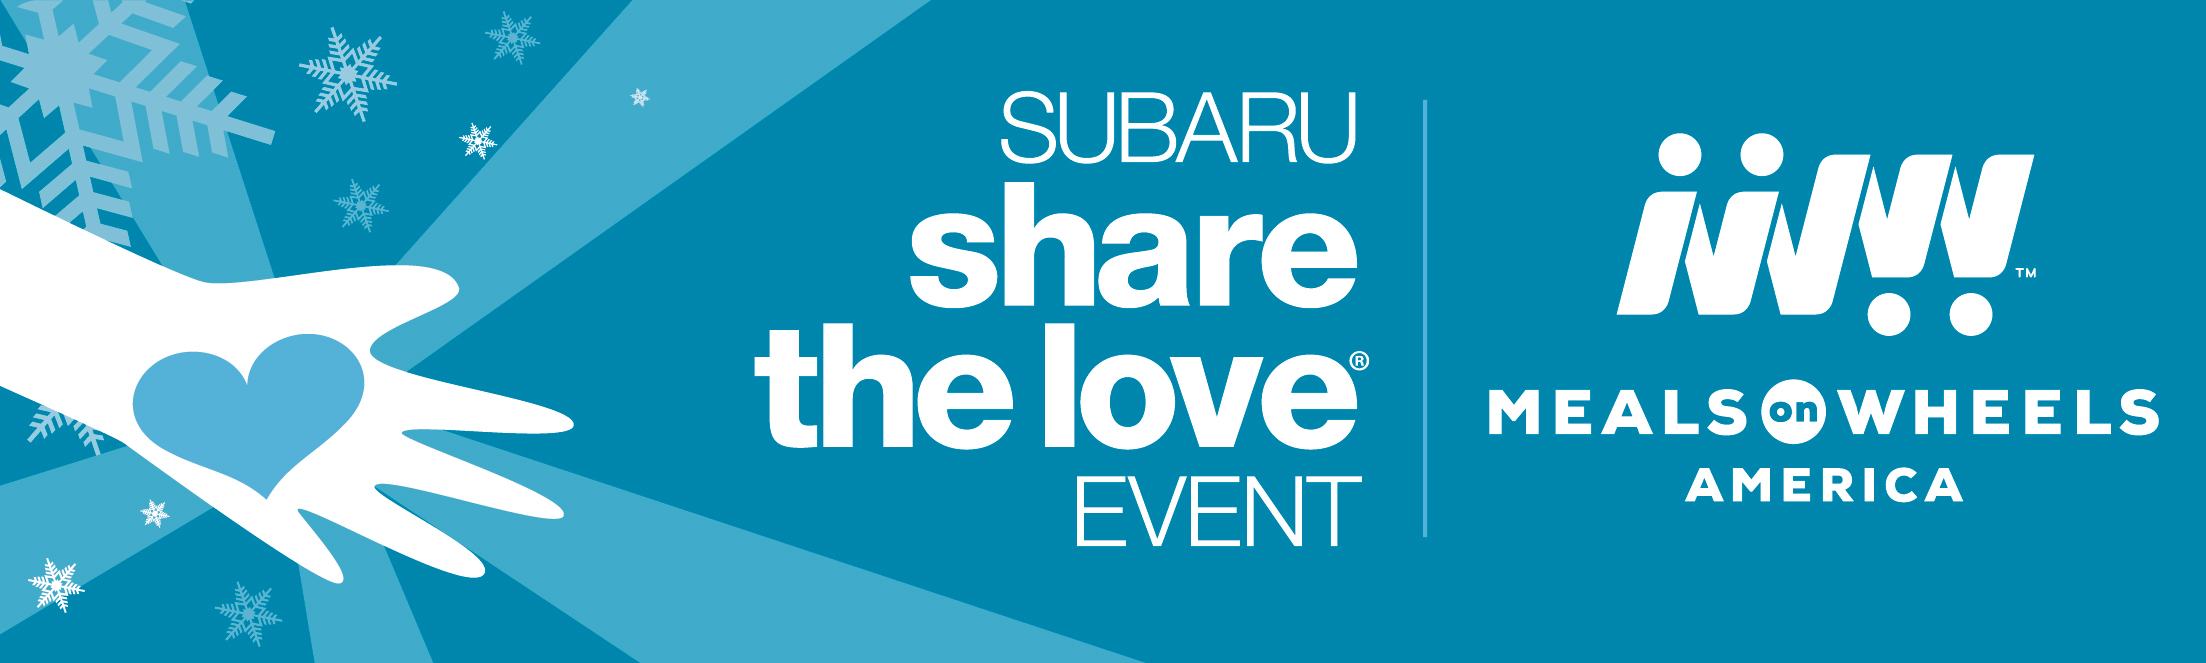 SUBARU
share
the love®
EVENT
TM
MEALS on WHEELS
AMERICA